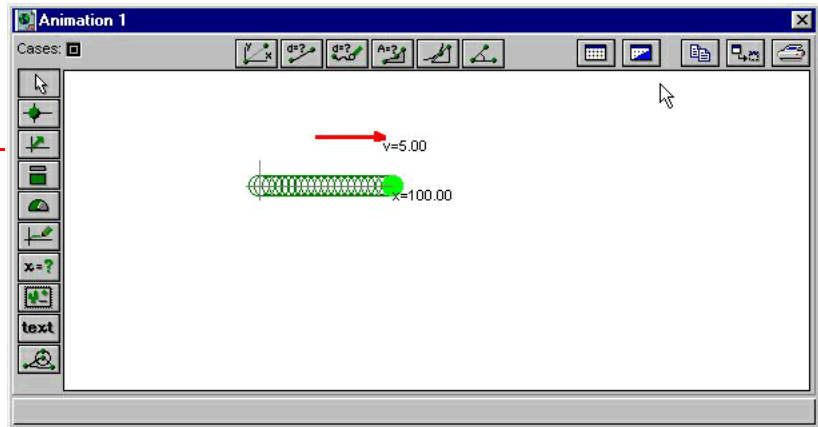 Animation 1
Cases:
y x d=? d=? A=?
v=5.00
x=100.00
x=?
text